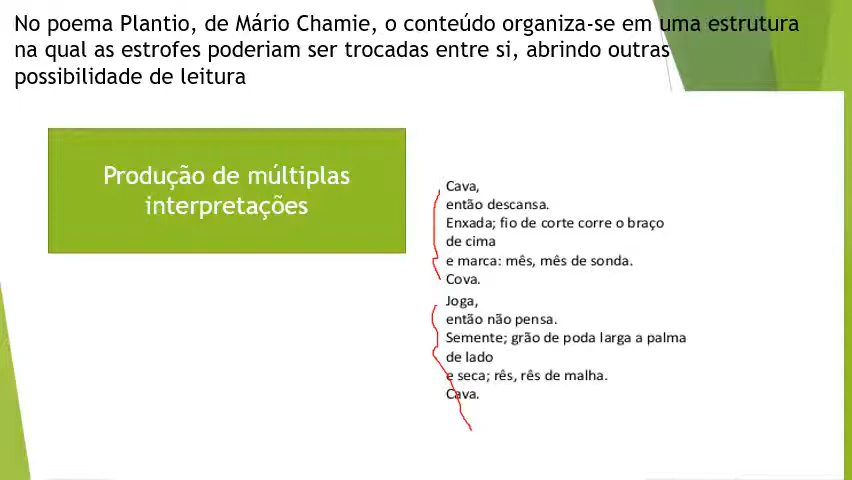 No poema Plantio, de Mário Chamie, o conteúdo organiza-se em uma estrutura
na qual as estrofes poderiam ser trocadas entre si, abrindo outras
possibilidade de leitura
Produção de múltiplas
interpretações
Cava,
então descansa.
Enxada; fio de corte corre o braço
de cima
e marca: mês, mês de sonda.
Cova.
Joga,
então não pensa.
Semente; grão de poda larga a palma
de lado
e seca; rês, rês de malha.
Cava.